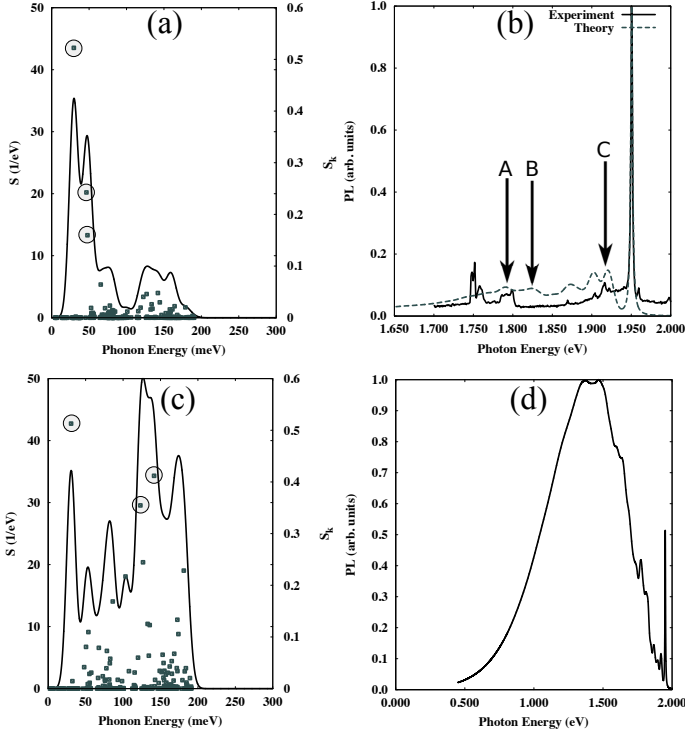 (a)
50
40
30
20
10
0
S (1/eV)
0.6
0.5
0.4
0.3
0.2
0.1
0
S_k
0 50 100 150 200 250 300
Phonon Energy (meV)
(b)
Experiment
Theory
1.0
0.8
0.6
0.4
0.2
0.0
PL (arb. units)
A
B
C
1.650 1.700 1.750 1.800 1.850 1.900 1.950 2.000
Photon Energy (eV)
(c)
50
40
30
20
10
0
S (1/eV)
0.6
0.5
0.4
0.3
0.2
0.1
0
S_k
0 50 100 150 200 250 300
Phonon Energy (meV)
(d)
1.0
0.9
0.8
0.7
0.6
0.5
0.4
0.3
0.2
0.1
0.0
PL (arb. units)
0.000 0.500 1.000 1.500 2.000
Photon Energy (eV)